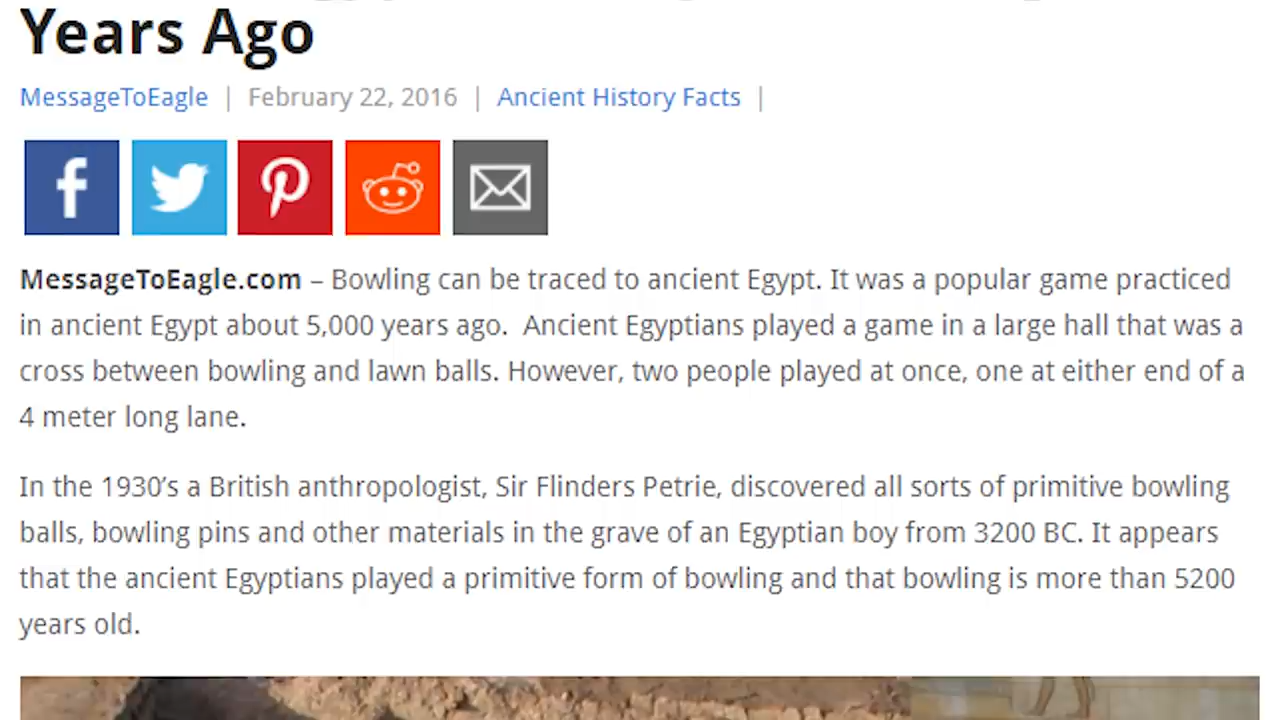 Years Ago
MessageToEagle | February 22, 2016 | Ancient History Facts |
MessageToEagle.com – Bowling can be traced to ancient Egypt. It was a popular game practiced
in ancient Egypt about 5,000 years ago.  Ancient Egyptians played a game in a large hall that was a
cross between bowling and lawn balls. However, two people played at once, one at either end of a
4 meter long lane.
In the 1930’s a British anthropologist, Sir Flinders Petrie, discovered all sorts of primitive bowling
balls, bowling pins and other materials in the grave of an Egyptian boy from 3200 BC. It appears
that the ancient Egyptians played a primitive form of bowling and that bowling is more than 5200
years old.